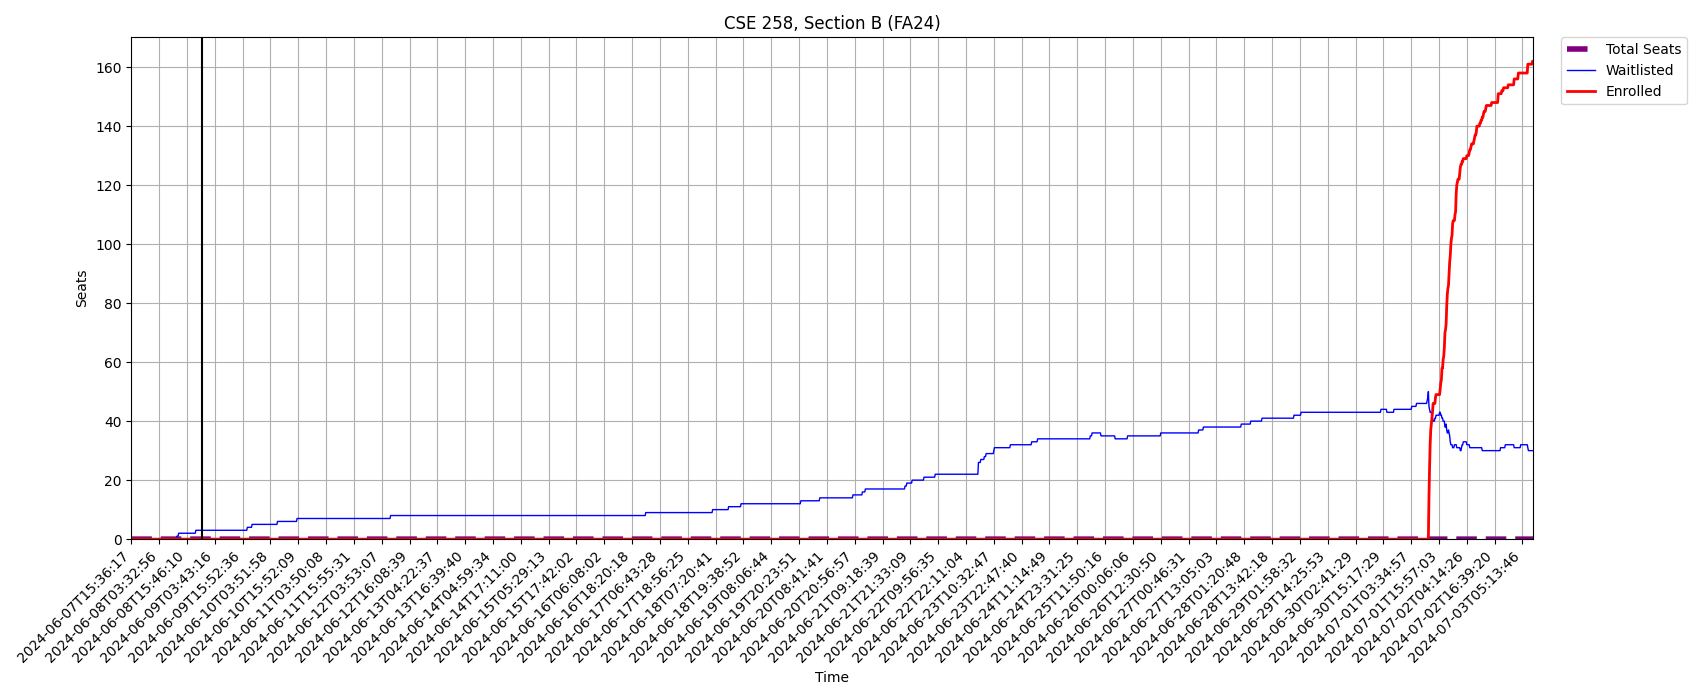 CSE 258, Section B (FA24)
Total Seats
Waitlisted
Enrolled
160
140
120
100
80
60
40
20
0
Seats
2024-06-07T15:36:17
2024-06-08T03:32:56
2024-06-08T15:46:10
2024-06-09T03:43:16
2024-06-09T15:52:36
2024-06-10T03:51:58
2024-06-10T15:52:09
2024-06-11T03:50:08
2024-06-11T15:55:31
2024-06-12T03:53:07
2024-06-12T16:08:39
2024-06-13T04:22:37
2024-06-13T16:39:40
2024-06-14T04:59:34
2024-06-14T17:11:00
2024-06-15T05:29:13
2024-06-15T17:42:02
2024-06-16T06:08:02
2024-06-16T18:20:18
2024-06-17T06:43:28
2024-06-17T18:56:25
2024-06-18T07:20:41
2024-06-18T19:38:52
2024-06-19T08:06:44
2024-06-19T20:23:51
2024-06-20T08:41:41
2024-06-20T20:56:57
2024-06-21T09:18:39
2024-06-21T21:33:09
2024-06-22T09:56:35
2024-06-22T22:11:04
2024-06-23T10:32:47
2024-06-23T22:47:40
2024-06-24T11:14:49
2024-06-24T23:31:25
2024-06-25T11:50:16
2024-06-26T00:06:06
2024-06-26T12:30:50
2024-06-27T00:46:31
2024-06-27T13:05:03
2024-06-28T01:20:48
2024-06-28T13:42:18
2024-06-29T01:58:32
2024-06-29T14:25:53
2024-06-30T02:41:29
2024-06-30T15:17:29
2024-07-01T03:34:57
2024-07-01T15:57:03
2024-07-02T04:14:26
2024-07-02T16:39:20
2024-07-03T05:13:46
Time